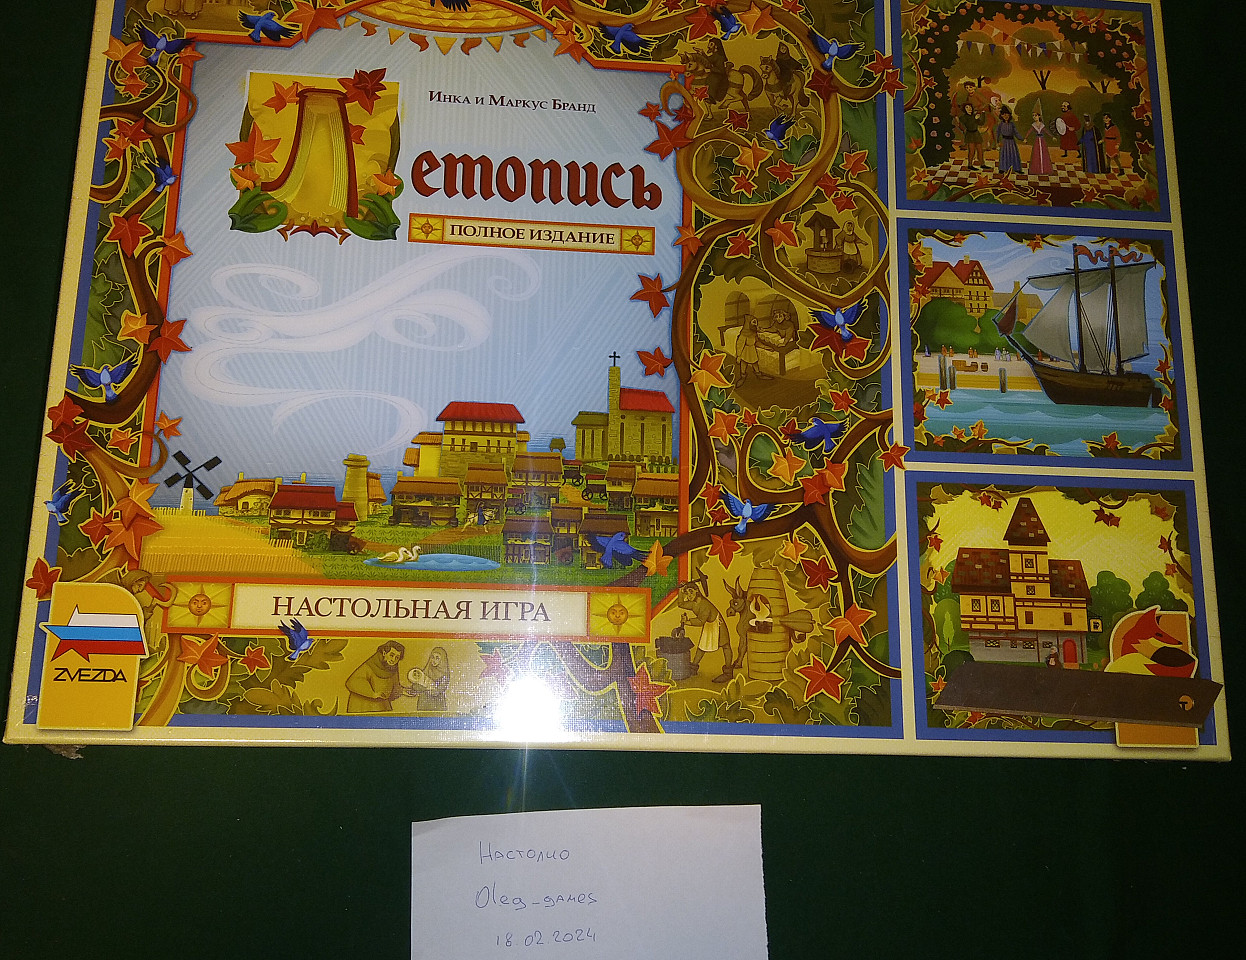 Инка и Маркус Бранд
Летопись
ПОЛНОЕ ИЗДАНИЕ
НАСТОЛЬНАЯ ИГРА
ZVEZDA
Настолио
Oleg_games
18.02.2024